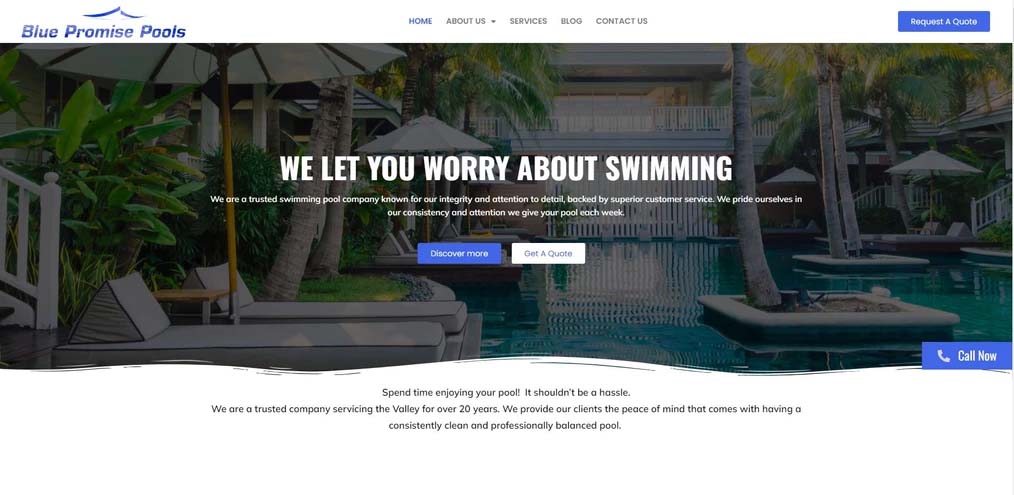 Blue Promise Pools
HOME
ABOUT US
SERVICES
BLOG
CONTACT US
Request A Quote
WE LET YOU WORRY ABOUT SWIMMING
We are a trusted swimming pool company known for our integrity and attention to detail, backed by superior customer service. We pride ourselves in
our consistency and attention we give your pool each week.
Discover more
Get A Quote
Call Now
Spend time enjoying your pool! It shouldn't be a hassle.
We are a trusted company servicing the Valley for over 20 years. We provide our clients the peace of mind that comes with having a
consistently clean and professionally balanced pool.